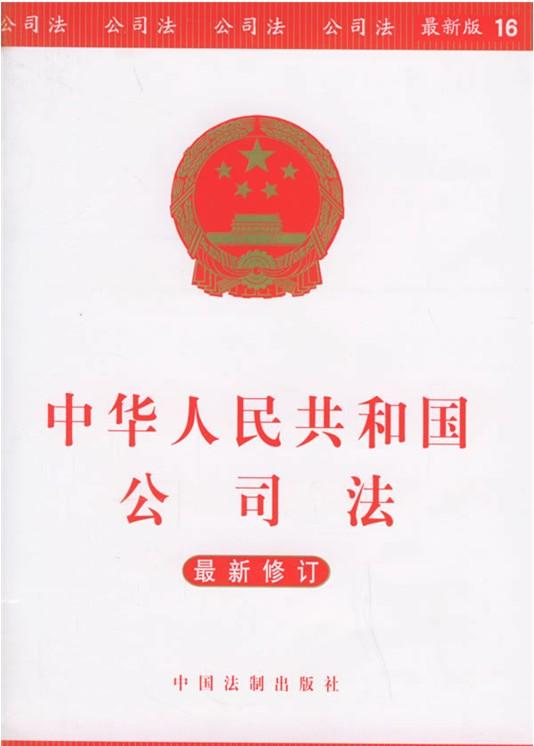 公司法 公司法 公司法 公司法 最新版 16
中华人民共和国
公司法
最新修订
中国法制出版社